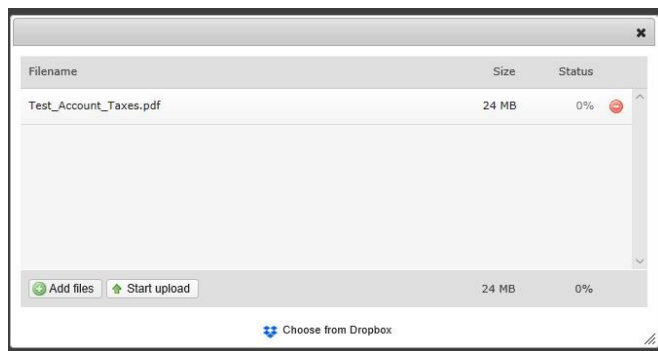 Filename Size Status
Test_Account_Taxes.pdf 24 MB 0%
Add files Start upload 24 MB 0%
Choose from Dropbox